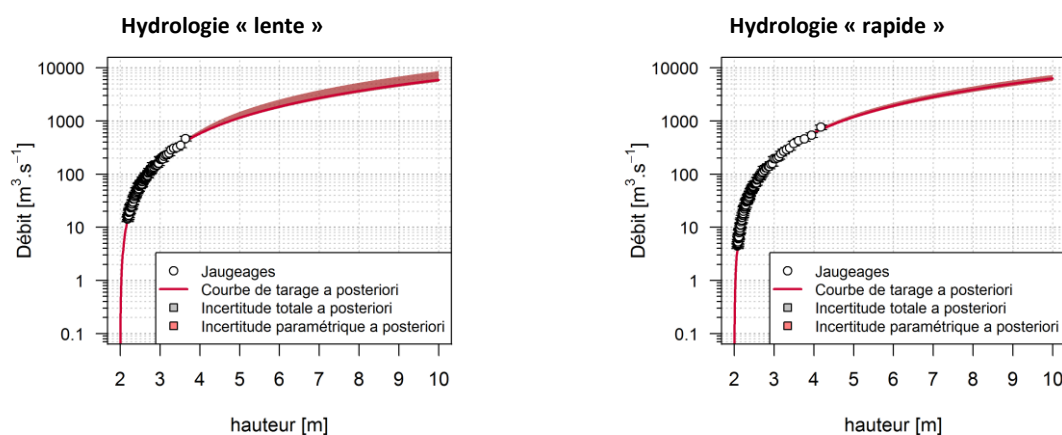 Hydrologie « lente »
Débit [m³.s⁻¹]
10000
1000
100
10
1
0.1
Jaugeages
Courbe de tarage a posteriori
Incertitude totale a posteriori
Incertitude paramétrique a posteriori
2 3 4 5 6 7 8 9 10
hauteur [m]
Hydrologie « rapide »
Débit [m³.s⁻¹]
10000
1000
100
10
1
0.1
Jaugeages
Courbe de tarage a posteriori
Incertitude totale a posteriori
Incertitude paramétrique a posteriori
2 3 4 5 6 7 8 9 10
hauteur [m]